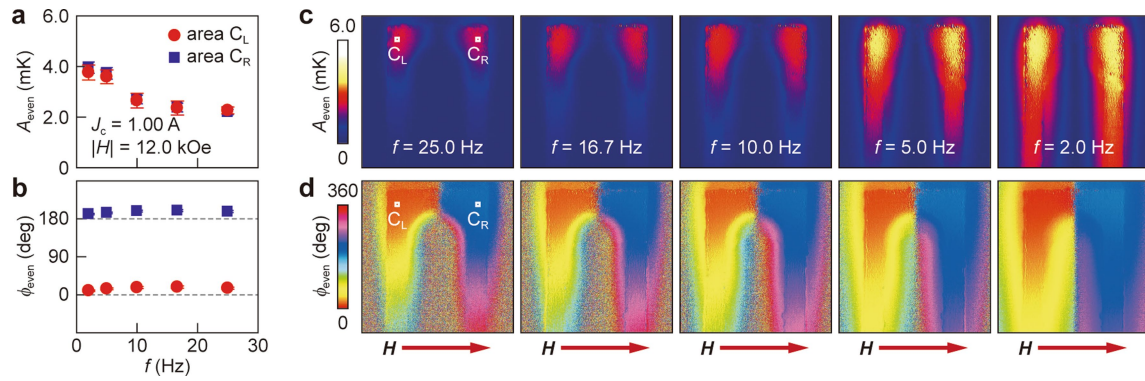 a
6.0
4.0
2.0
0
A_even (mK)
area C_L
area C_R
J_c = 1.00 A
|H| = 12.0 kOe
b
180
90
0
ϕ_even (deg)
0
10
20
30
f (Hz)
c
6.0
0
A_even (mK)
C_L
C_R
f = 25.0 Hz
f = 16.7 Hz
f = 10.0 Hz
f = 5.0 Hz
f = 2.0 Hz
d
360
0
ϕ_even (deg)
C_L
C_R
H
H
H
H
H